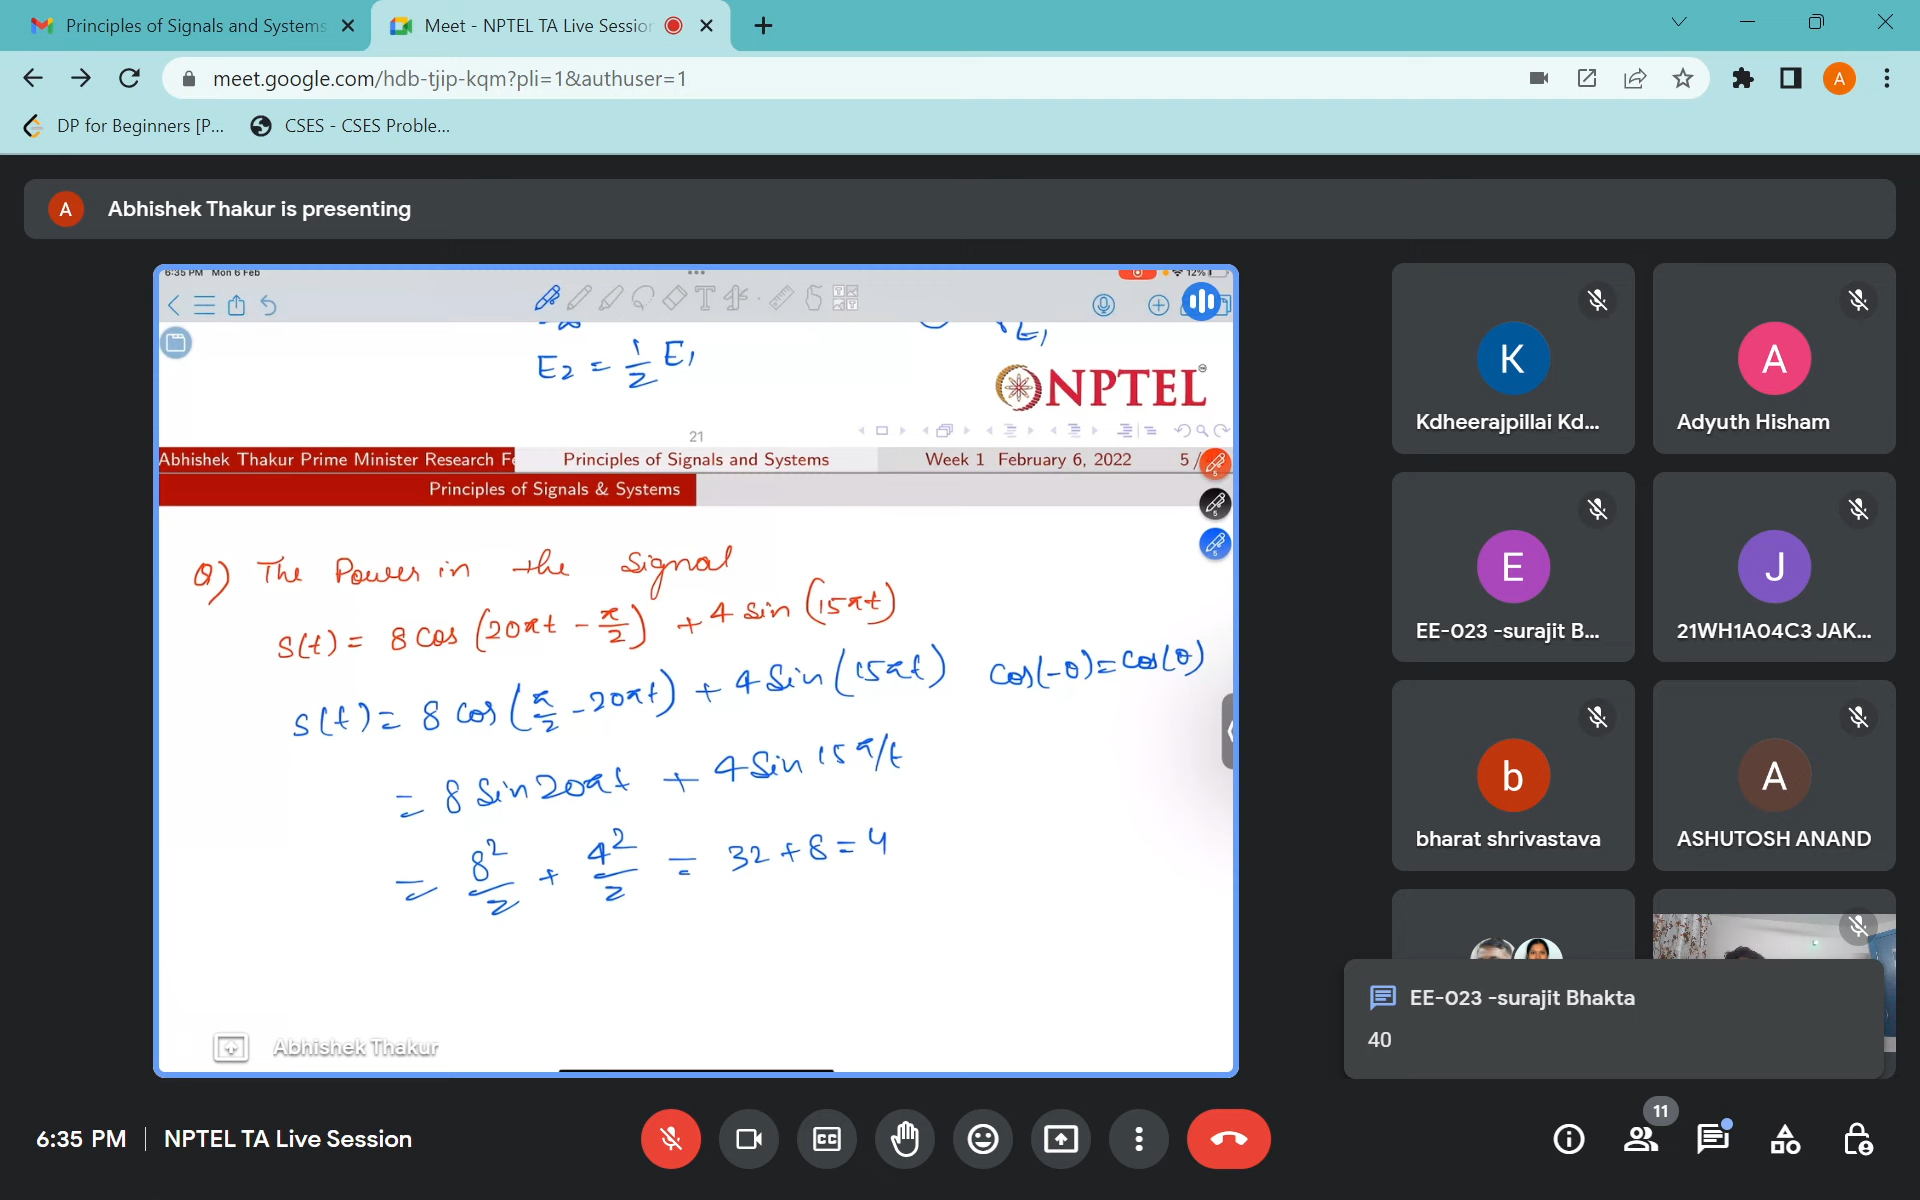 Principles of Signals and Systems
Meet - NPTEL TA Live Session
meet.google.com/hdb-tjip-kqm?pli=1&authuser=1
A
DP for Beginners [P...
CSES - CSES Proble...
A
Abhishek Thakur is presenting
6:35 PM Mon 6 Feb
12%
E2 = 1/2 E1
NPTEL
21
Abhishek Thakur Prime Minister Research Fe
Principles of Signals and Systems
Week 1 February 6, 2022
5 /
Principles of Signals & Systems
Q) The Power in the Signal
S(t) = 8 cos (20πt - π/2) + 4 sin (15πt)
S(t) = 8 cos (π/2 - 20πt) + 4 Sin (15πt) cos(-θ) = cos(θ)
= 8 Sin 20πt + 4 Sin 15π/t
= 8²/2 + 4²/2 = 32 + 8 = 4
Abhishek Thakur
K
Kdheerajpillai Kd...
A
Adyuth Hisham
E
EE-023 -surajit B...
J
21WH1A04C3 JAK...
b
bharat shrivastava
A
ASHUTOSH ANAND
EE-023 -surajit Bhakta
40
6:35 PM
NPTEL TA Live Session
CC
11